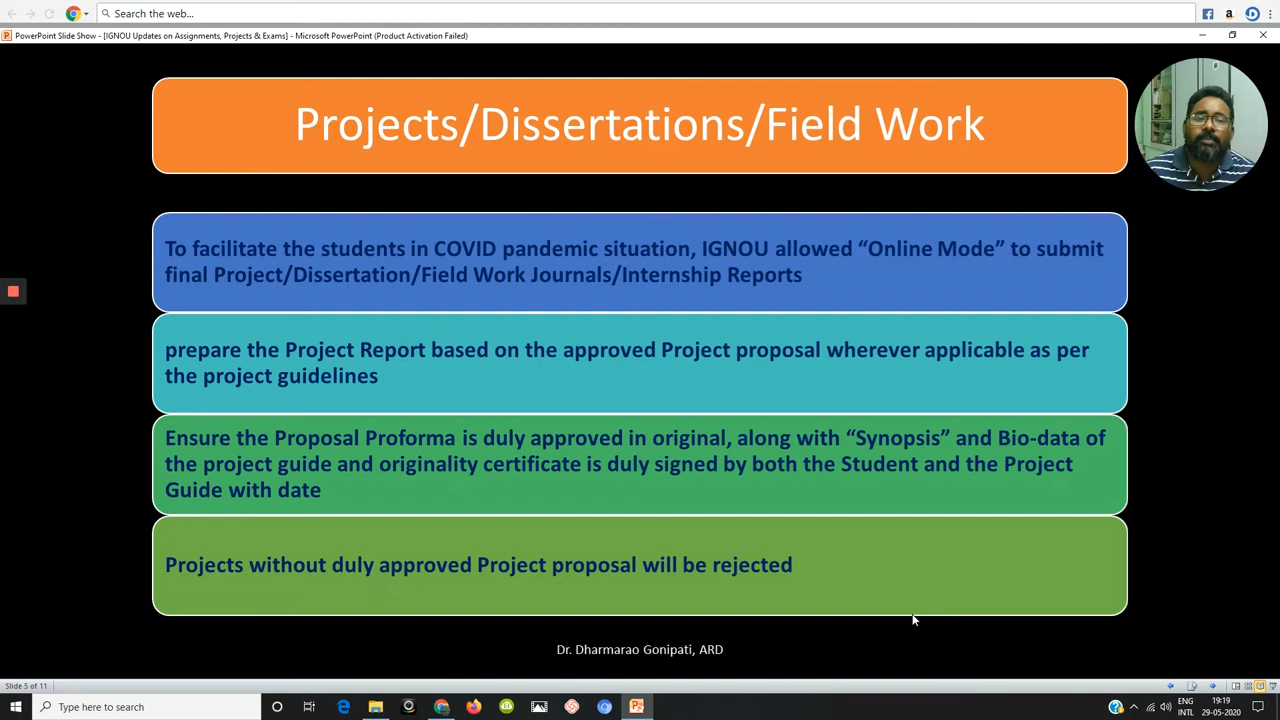 Search the web...
PowerPoint Slide Show - [IGNOU Updates on Assignments, Projects & Exams] - Microsoft PowerPoint (Product Activation Failed)
Projects/Dissertations/Field Work
To facilitate the students in COVID pandemic situation, IGNOU allowed “Online Mode” to submit
final Project/Dissertation/Field Work Journals/Internship Reports
prepare the Project Report based on the approved Project proposal wherever applicable as per
the project guidelines
Ensure the Proposal Proforma is duly approved in original, along with “Synopsis” and Bio-data of
the project guide and originality certificate is duly signed by both the Student and the Project
Guide with date
Projects without duly approved Project proposal will be rejected
Dr. Dharmarao Gonipati, ARD
Slide 5 of 11
Type here to search
ENG
INTL
19:19
29-05-2020